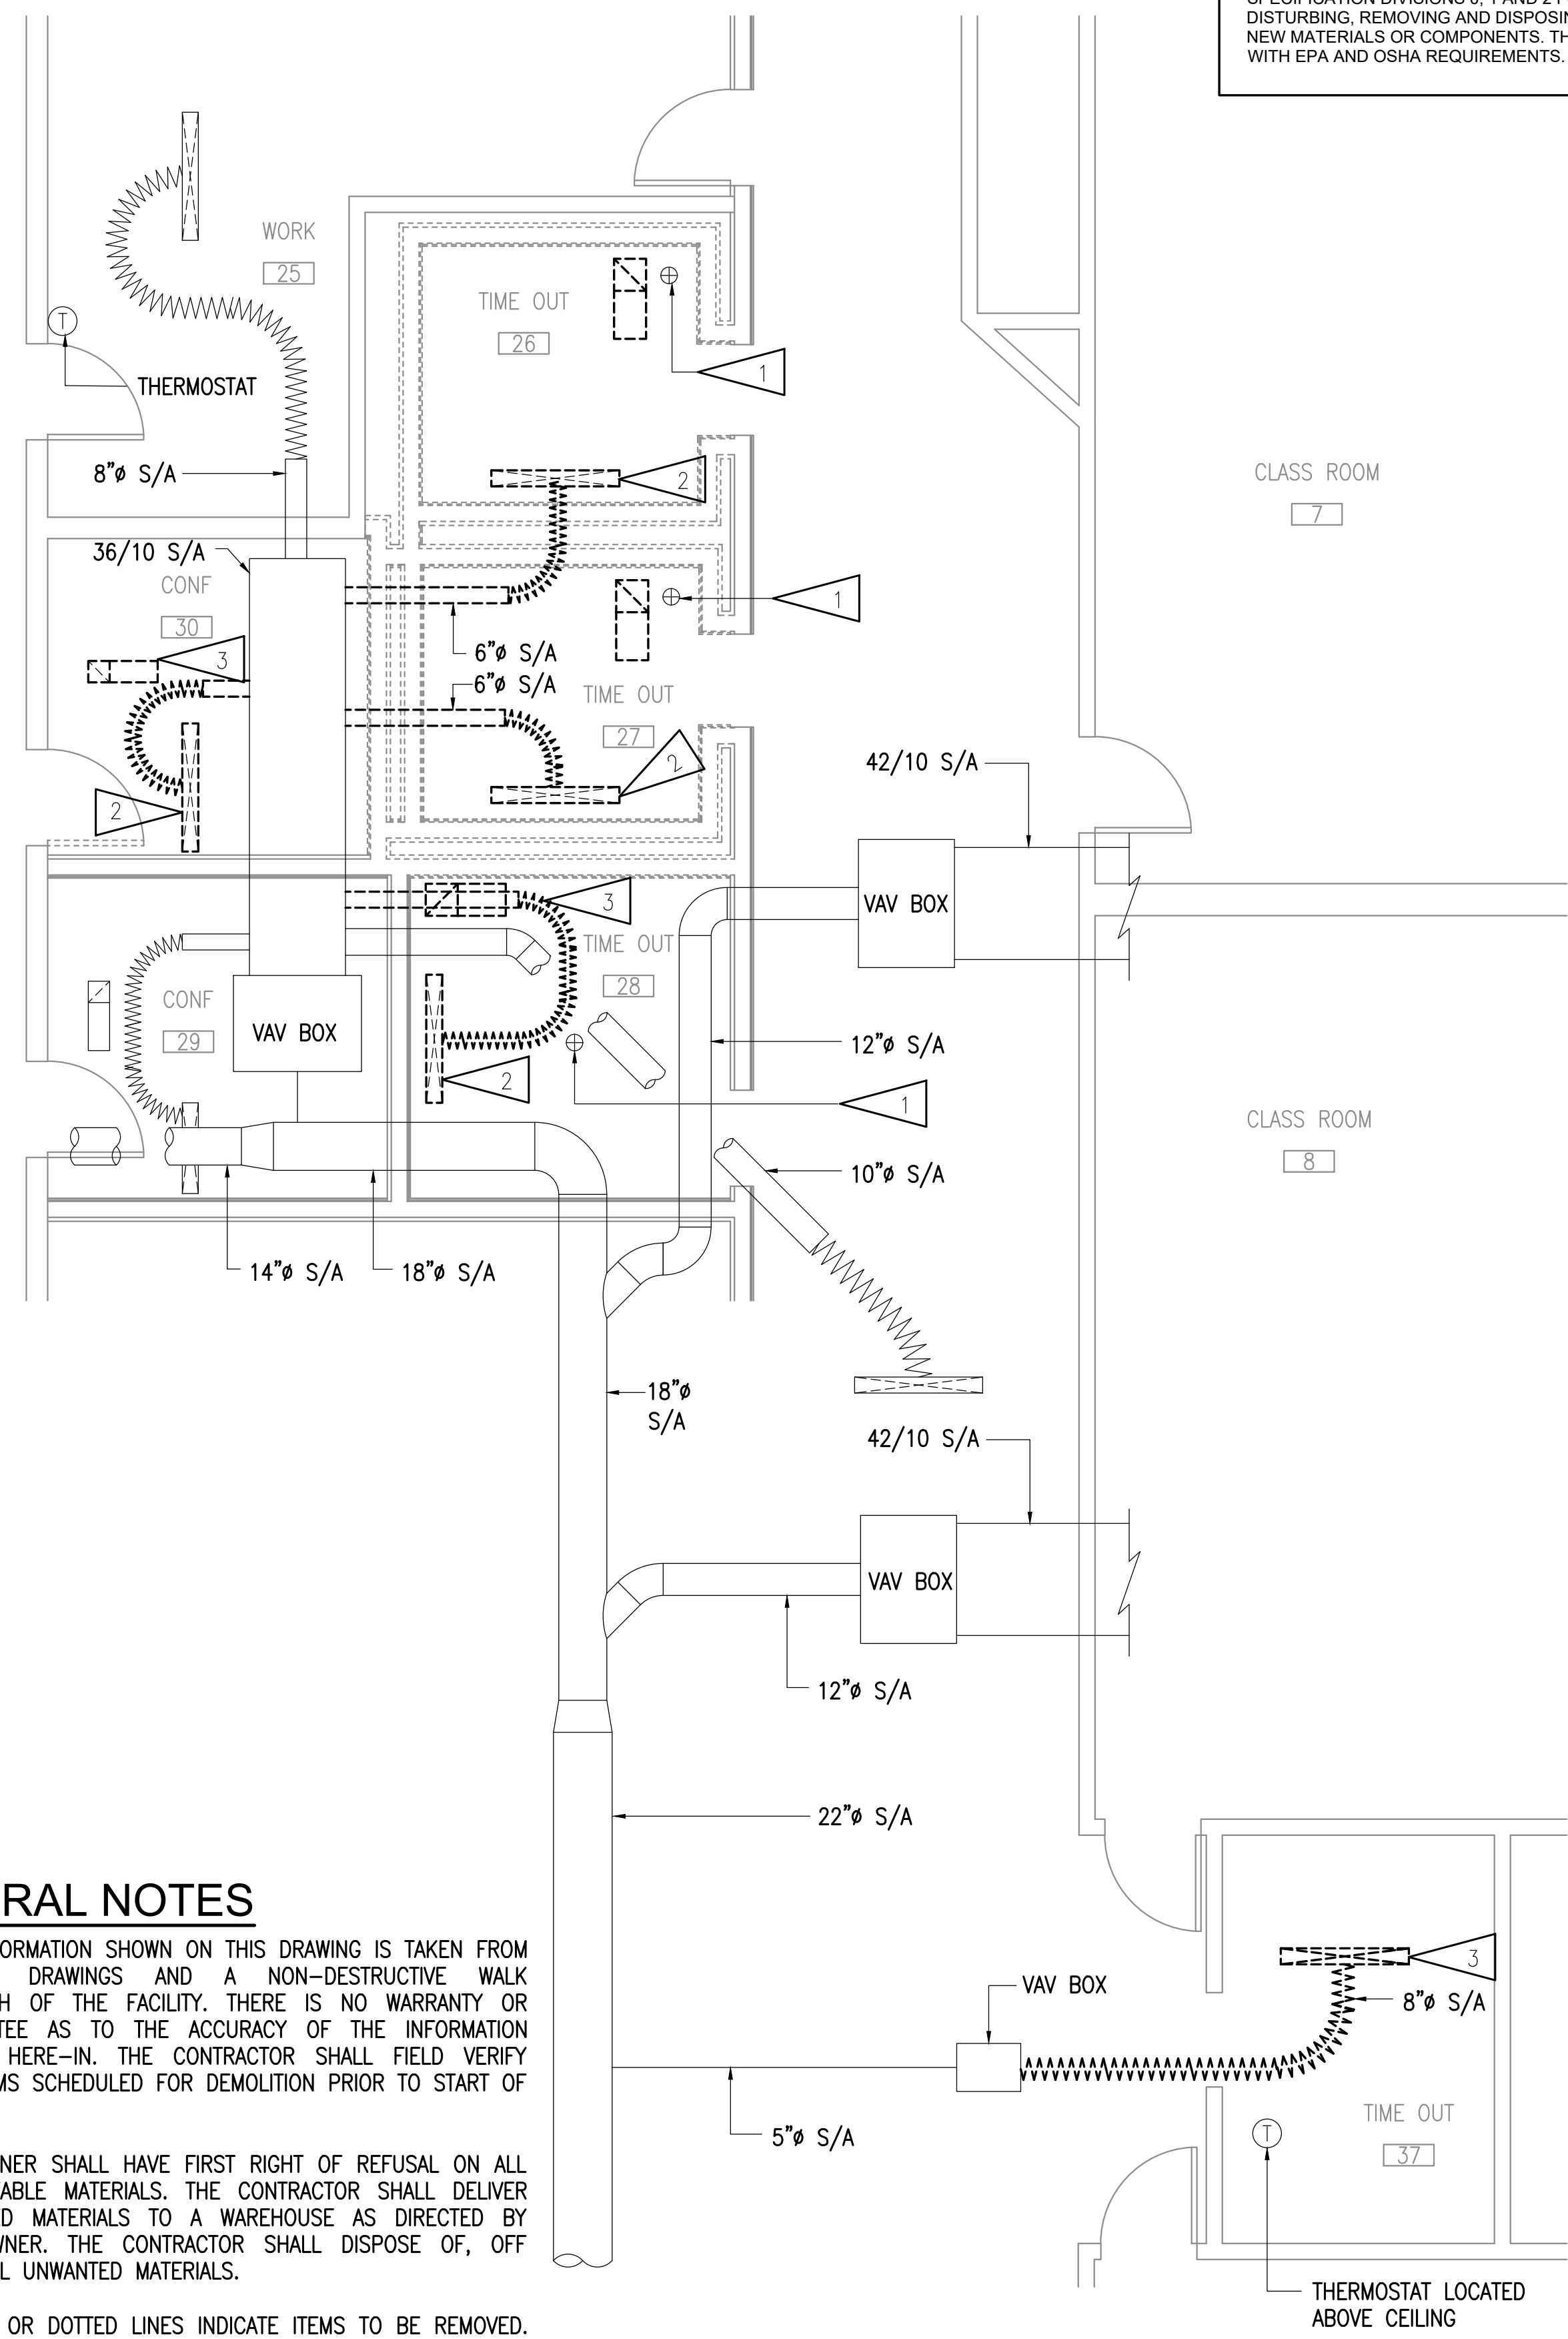 SPECIFICATION DIVISIONS 0, 1 AND 2 F
DISTURBING, REMOVING AND DISPOSIN
NEW MATERIALS OR COMPONENTS. TH
WITH EPA AND OSHA REQUIREMENTS.
WORK
25
TIME OUT
26
T
1
THERMOSTAT
8"ø S/A
2
CLASS ROOM
7
36/10 S/A
CONF
30
1
3
6"ø S/A
6"ø S/A
TIME OUT
27
2
42/10 S/A
2
3
VAV BOX
TIME OUT
28
CONF
29
VAV BOX
12"ø S/A
2
1
CLASS ROOM
8
10"ø S/A
14"ø S/A
18"ø S/A
18"ø
S/A
42/10 S/A
VAV BOX
12"ø S/A
22"ø S/A
RAL NOTES
ORMATION SHOWN ON THIS DRAWING IS TAKEN FROM
DRAWINGS AND A NON-DESTRUCTIVE WALK
H OF THE FACILITY. THERE IS NO WARRANTY OR
TEE AS TO THE ACCURACY OF THE INFORMATION
HERE-IN. THE CONTRACTOR SHALL FIELD VERIFY
MS SCHEDULED FOR DEMOLITION PRIOR TO START OF
NER SHALL HAVE FIRST RIGHT OF REFUSAL ON ALL
ABLE MATERIALS. THE CONTRACTOR SHALL DELIVER
ED MATERIALS TO A WAREHOUSE AS DIRECTED BY
WNER. THE CONTRACTOR SHALL DISPOSE OF, OFF
L UNWANTED MATERIALS.
OR DOTTED LINES INDICATE ITEMS TO BE REMOVED.
3
VAV BOX
8"ø S/A
5"ø S/A
TIME OUT
37
T
THERMOSTAT LOCATED
ABOVE CEILING